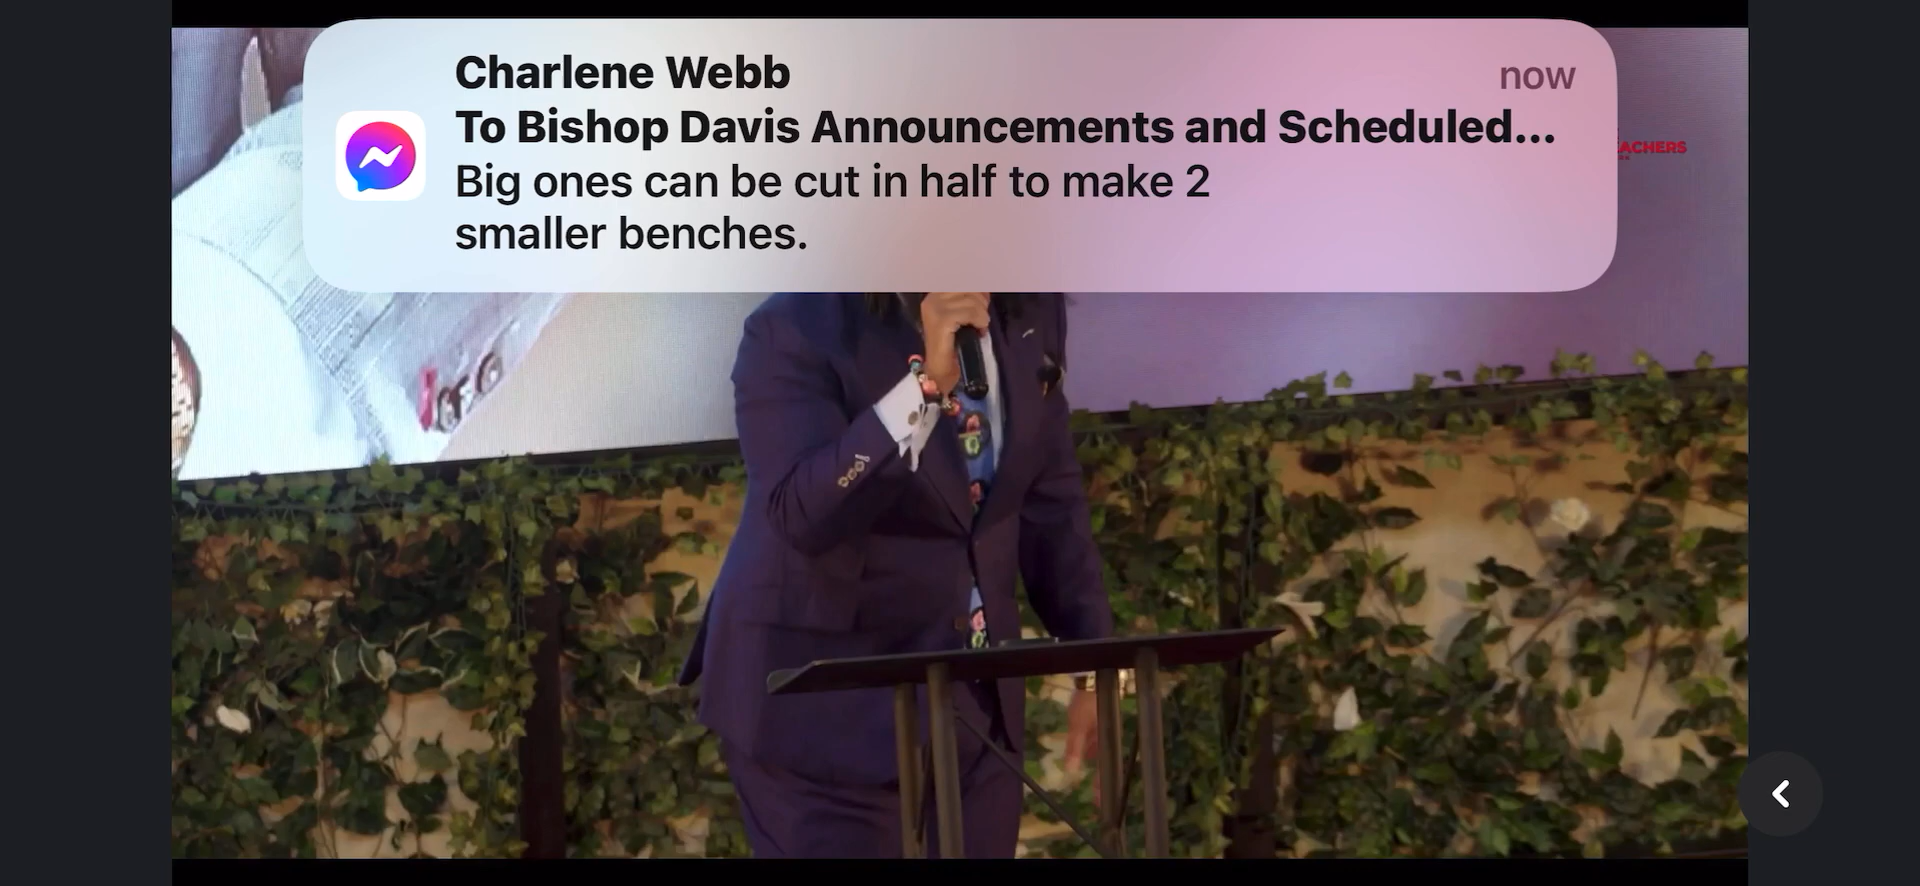 Charlene Webb
now
To Bishop Davis Announcements and Scheduled...
Big ones can be cut in half to make 2
smaller benches.
EACHERS